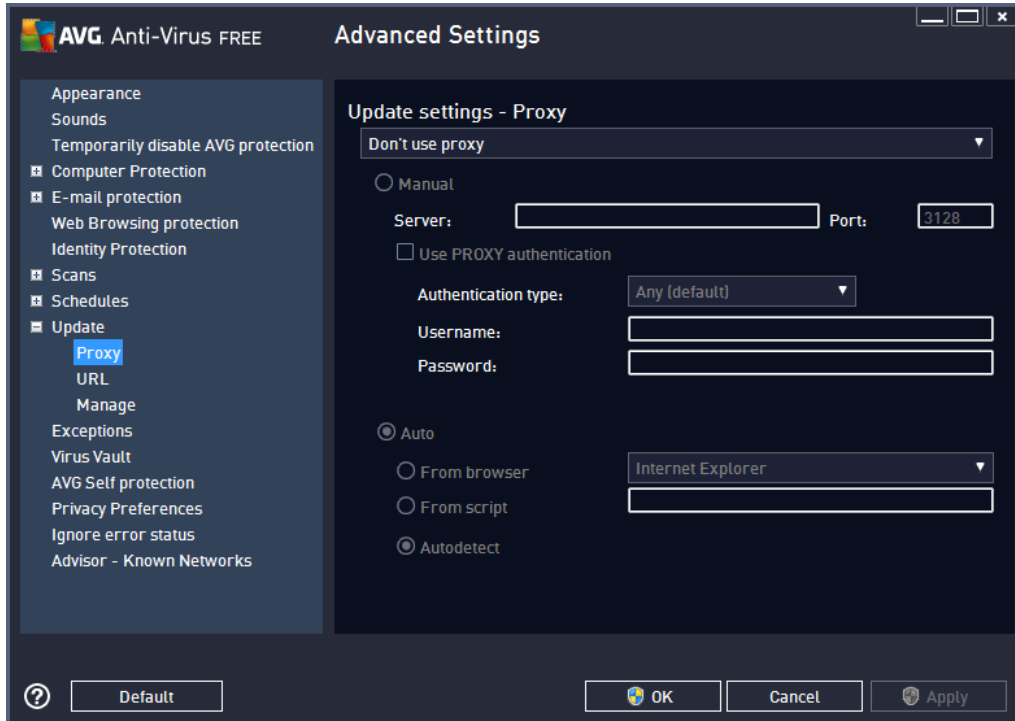 AVG. Anti-Virus FREE
Advanced Settings
Appearance
Sounds
Temporarily disable AVG protection
Computer Protection
E-mail protection
Web Browsing protection
Identity Protection
Scans
Schedules
Update
Proxy
URL
Manage
Exceptions
Virus Vault
AVG Self protection
Privacy Preferences
Ignore error status
Advisor - Known Networks
Update settings - Proxy
Don't use proxy
Manual
Server: Port: 3128
Use PROXY authentication
Authentication type: Any (default)
Username:
Password:
Auto
From browser Internet Explorer
From script
Autodetect
? Default OK Cancel Apply